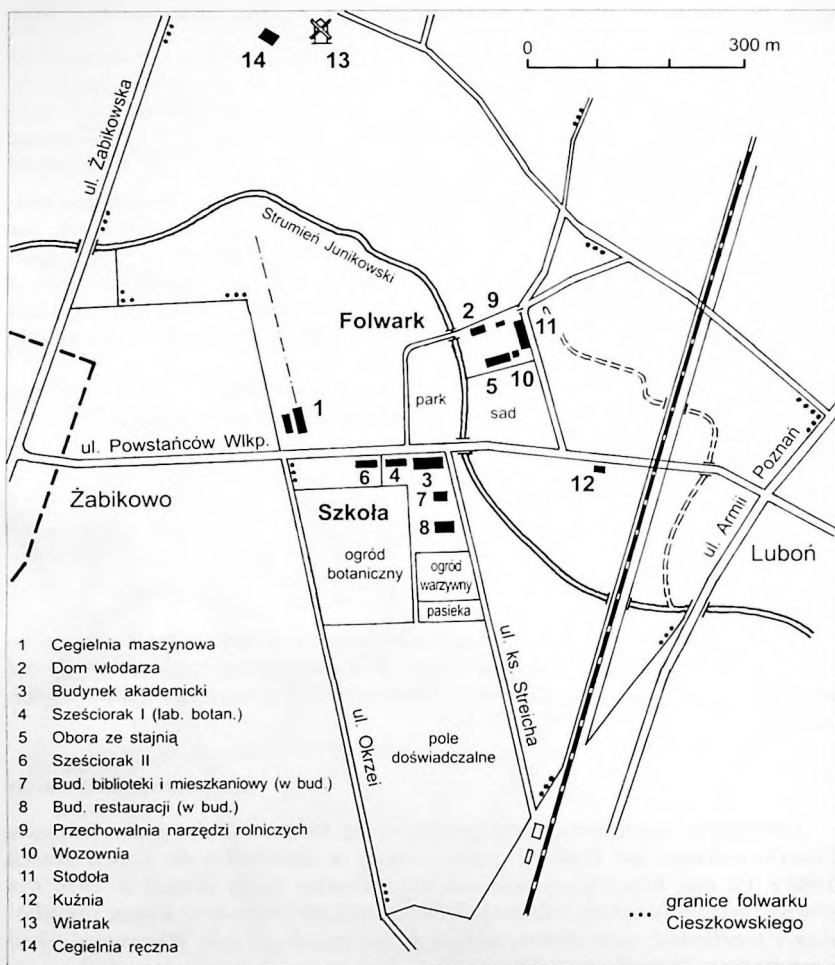 0 300 m
14
13
ul. Żabikowska
Strumień Junikowski
Folwark
2
9
11
5
10
park
sad
1
ul. Powstańców Wlkp.
Żabikowo
6
4
3
7
8
12
Szkoła
ogród
botaniczny
ogród
warzywny
pasieka
ul. Armii Poznań
Luboń
ul. ks. Streicha
ul. Okrzei
pole
doświadczalne
1 Cegielnia maszynowa
2 Dom włodarza
3 Budynek akademicki
4 Sześciorak I (lab. botan.)
5 Obora ze stajnią
6 Sześciorak II
7 Bud. biblioteki i mieszkaniowy (w bud.)
8 Bud. restauracji (w bud.)
9 Przechowalnia narzędzi rolniczych
10 Wozownia
11 Stodoła
12 Kuźnia
13 Wiatrak
14 Cegielnia ręczna
granice folwarku
Cieszkowskiego